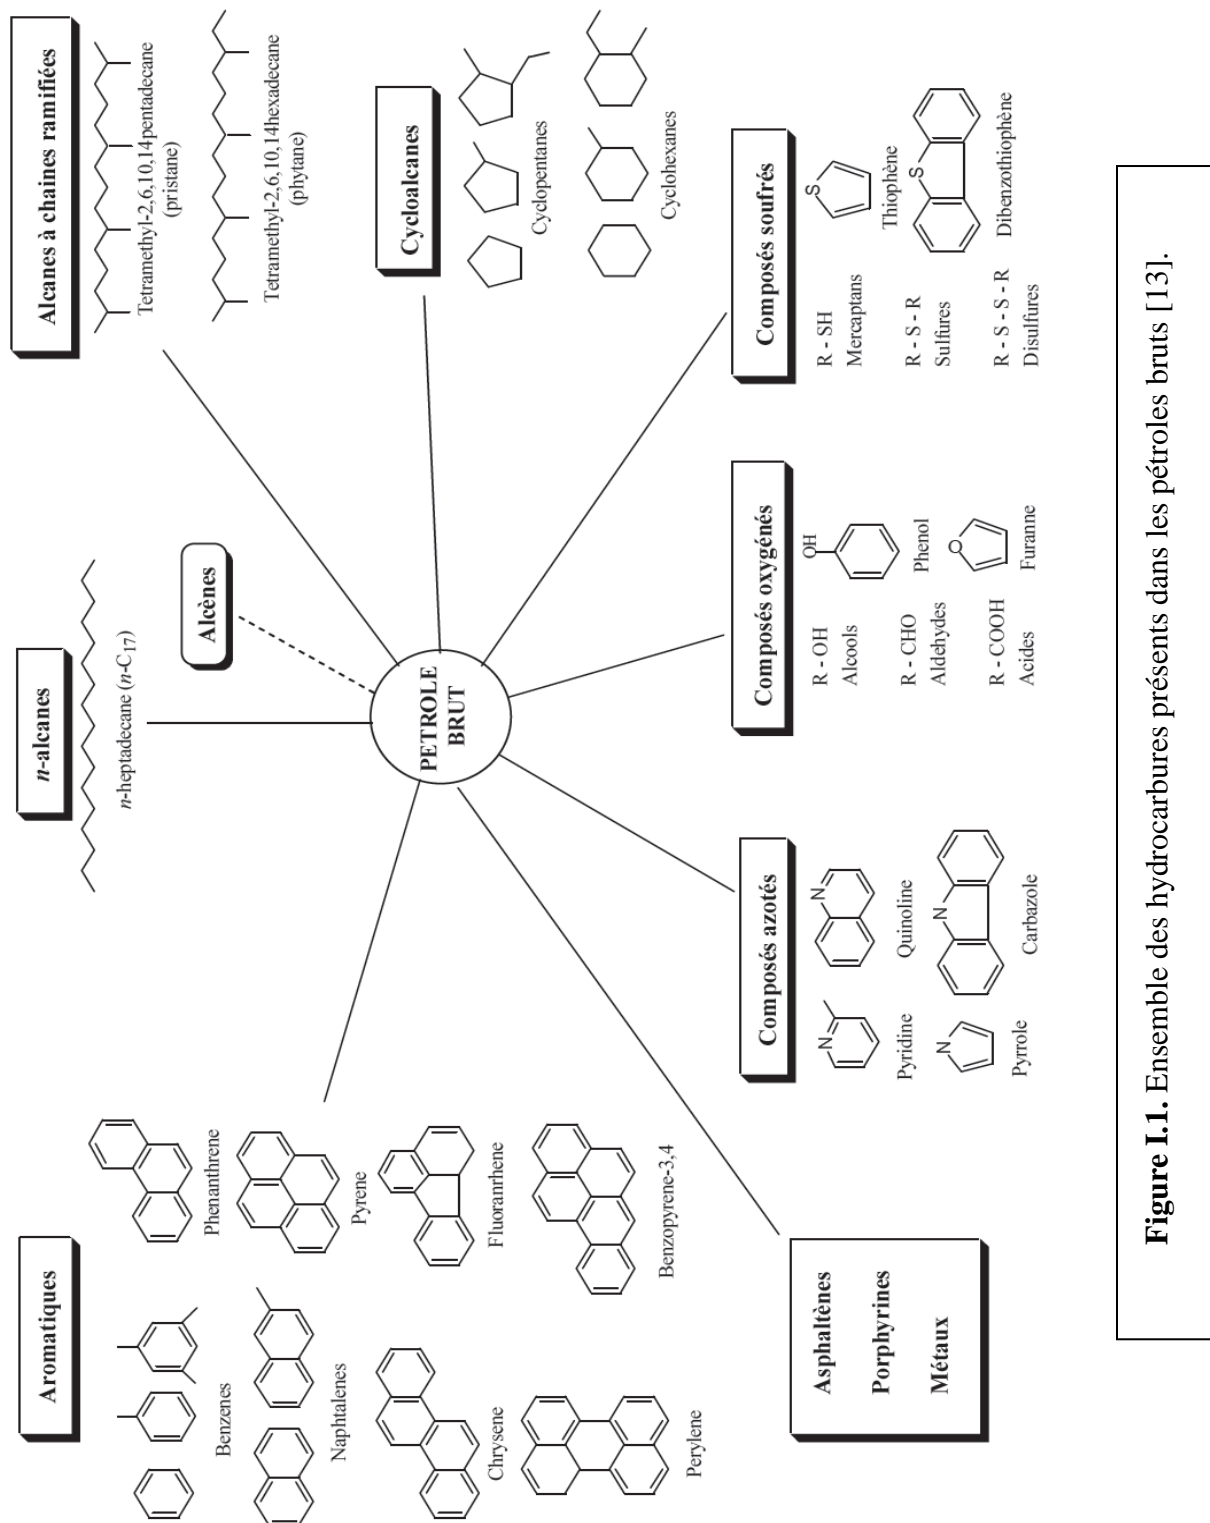 Aromatiques
Benzenes
Naphtalenes
Chrysene
Perylene
Phenanthrene
Pyrene
Fluoranrhene
Benzopyrene-3,4
n-alcanes
n-heptadecane (n-C17)
Alcènes
Alcanes à chaines ramifiées
Tetramethyl-2,6,10,14pentadecane
(pristane)
Tetramethyl-2,6,10,14hexadecane
(phytane)
Cycloalcanes
Cyclopentanes
Cyclohexanes
PETROLE
BRUT
Asphaltènes
Porphyrines
Métaux
Composés azotés
N
Pyridine
N
Quinoline
N
Pyrrole
N
Carbazole
Composés oxygénés
R - OH
Alcools
OH
Phenol
R - CHO
Aldehydes
R - COOH
Acides
O
Furanne
Composés soufrés
R - SH
Mercaptans
S
Thiophène
R - S - R
Sulfures
S
R - S - S - R
Disulfures
Dibenzothiophène
Figure I.1. Ensemble des hydrocarbures présents dans les pétroles bruts [13].